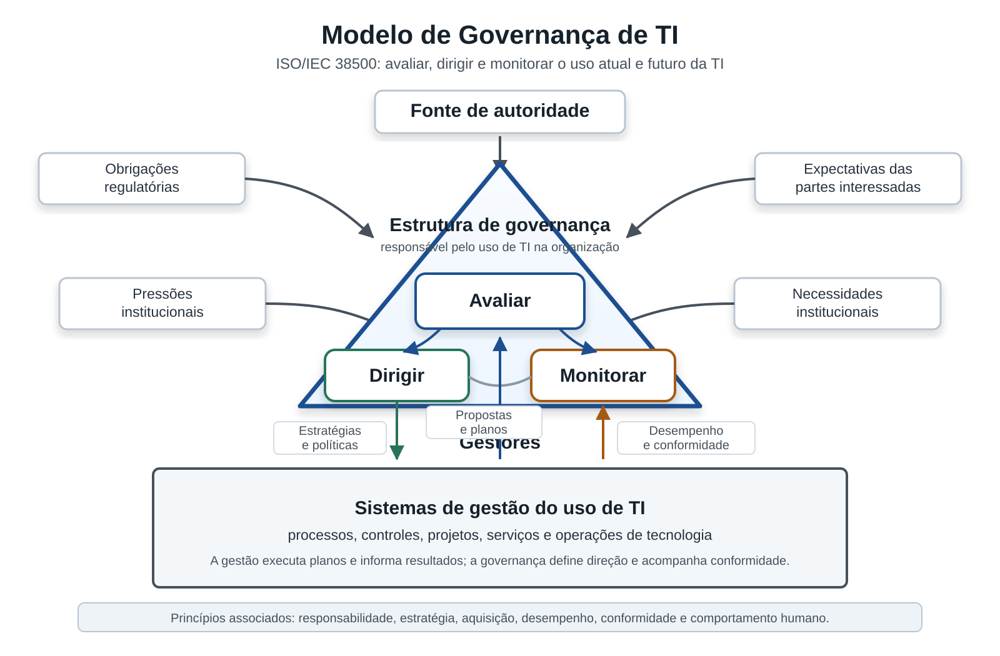 Modelo de Governança de TI
ISO/IEC 38500: avaliar, dirigir e monitorar o uso atual e futuro da TI
Fonte de autoridade
Obrigações
regulatórias
Expectativas das
partes interessadas
Estrutura de governança
responsável pelo uso de TI na organização
Pressões
institucionais
Avaliar
Necessidades
institucionais
Dirigir
Monitorar
Estratégias
e políticas
Propostas
e planos
Desempenho
e conformidade
Gestores
Sistemas de gestão do uso de TI
processos, controles, projetos, serviços e operações de tecnologia
A gestão executa planos e informa resultados; a governança define direção e acompanha conformidade.
Princípios associados: responsabilidade, estratégia, aquisição, desempenho, conformidade e comportamento humano.